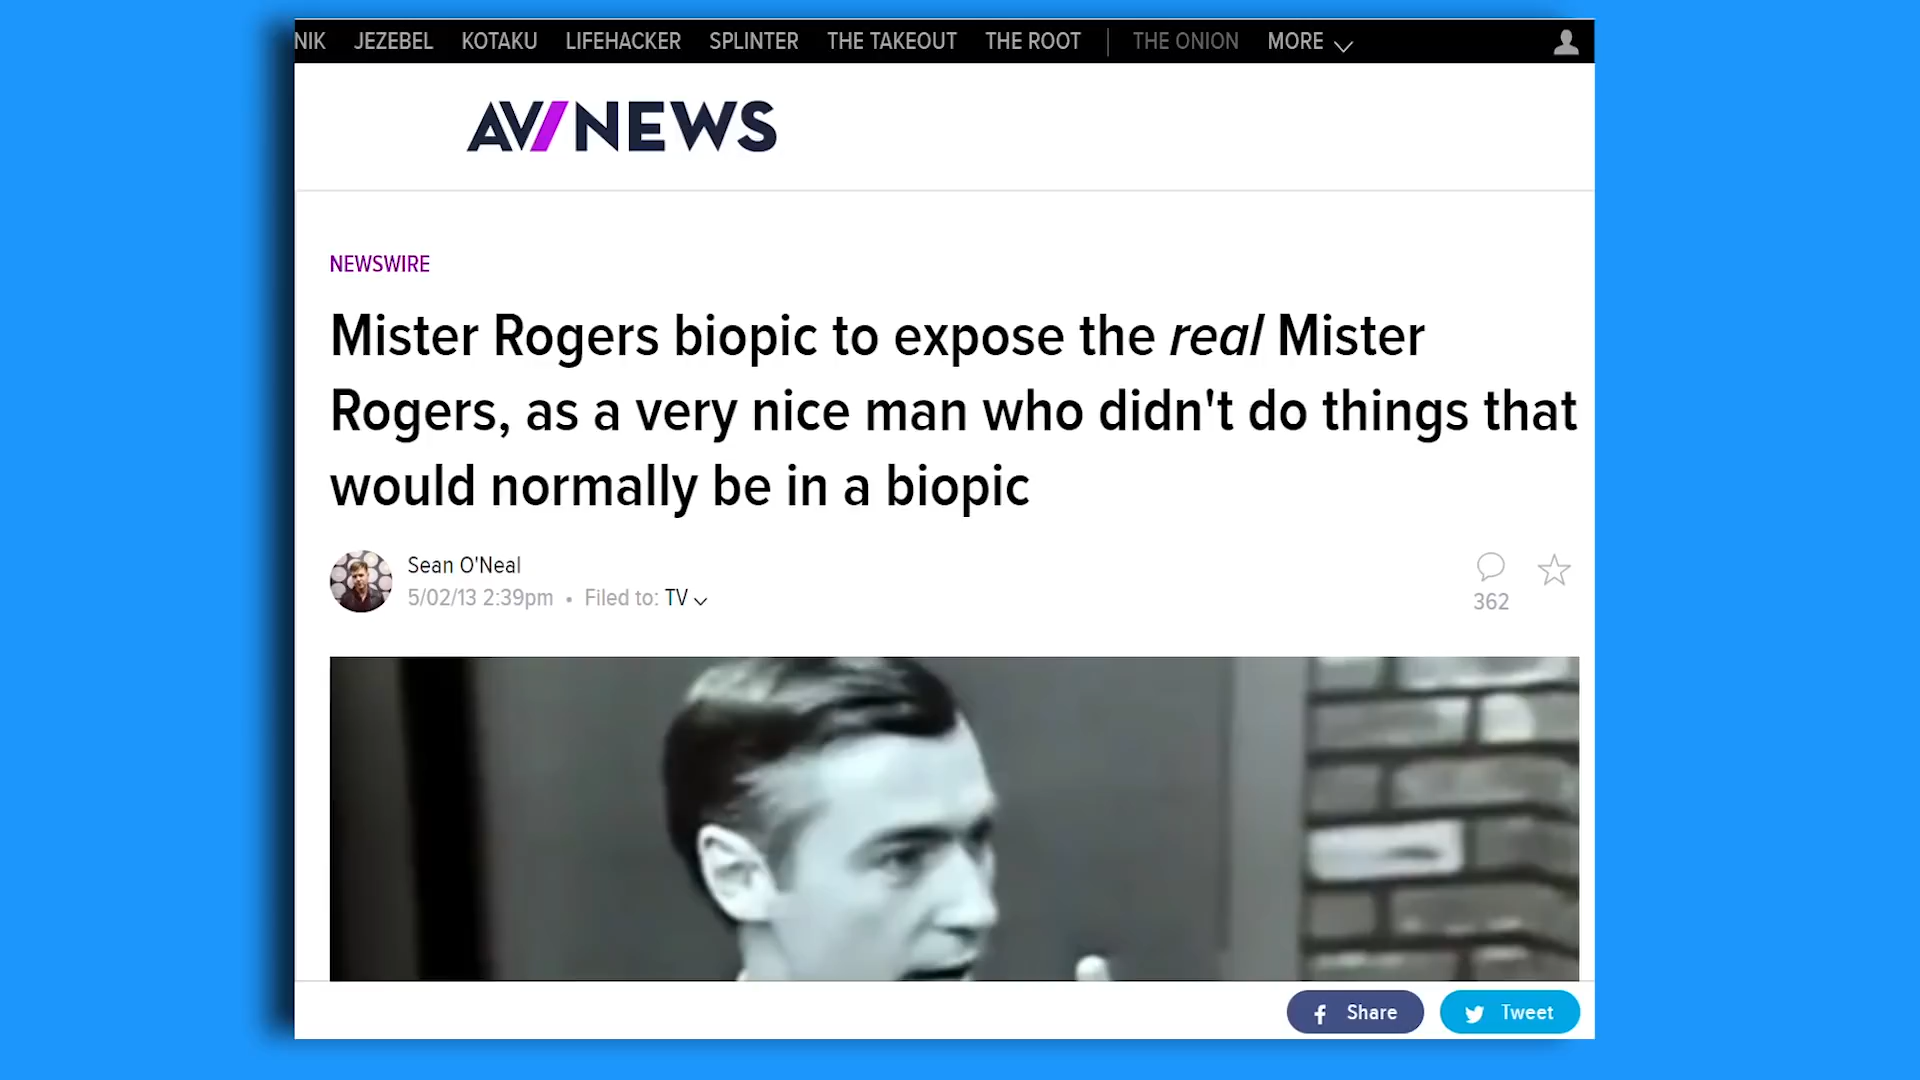 NIK JEZEBEL KOTAKU LIFEHACKER SPLINTER THE TAKEOUT THE ROOT THE ONION MORE
AV/NEWS
NEWSWIRE
Mister Rogers biopic to expose the real Mister
Rogers, as a very nice man who didn't do things that
would normally be in a biopic
Sean O'Neal
5/02/13 2:39pm • Filed to: TV
362
Share Tweet